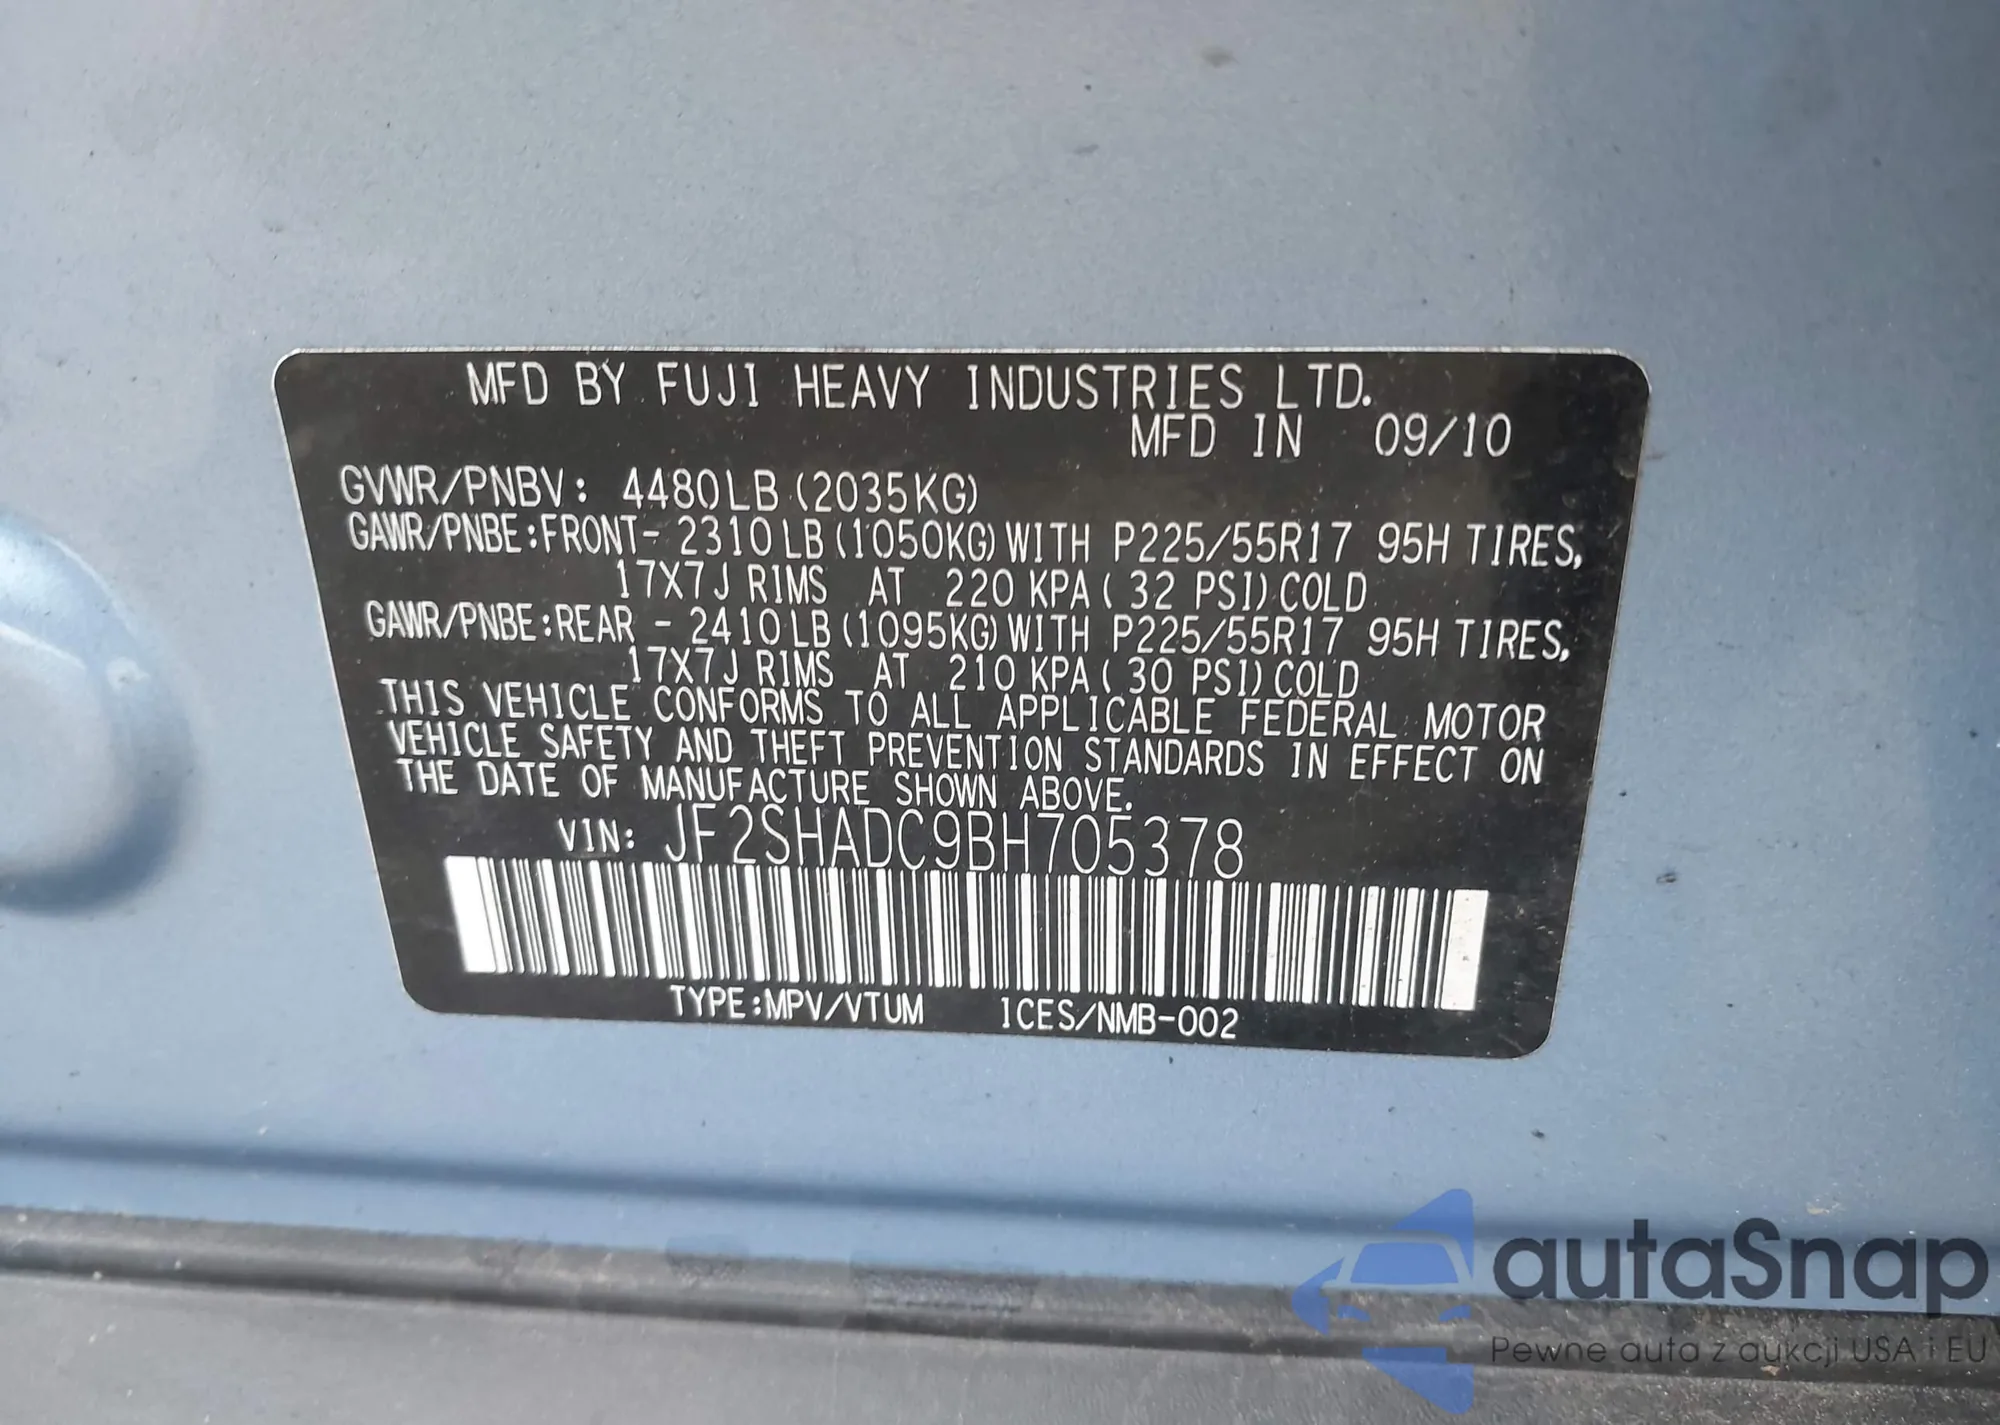 MFD BY FUJI HEAVY INDUSTRIES LTD.
MFD IN 09/10
GVWR/PNBV: 4480LB (2035KG)
GAWR/PNBE:FRONT- 2310LB (1050KG) WITH P225/55R17 95H TIRES,
17X7J RIMS AT 220 KPA ( 32 PSI) COLD
GAWR/PNBE:REAR - 2410LB (1095KG) WITH P225/55R17 95H TIRES,
17X7J RIMS AT 210 KPA ( 30 PSI) COLD
THIS VEHICLE CONFORMS TO ALL APPLICABLE FEDERAL MOTOR
VEHICLE SAFETY AND THEFT PREVENTION STANDARDS IN EFFECT ON
THE DATE OF MANUFACTURE SHOWN ABOVE.
VIN: JF2SHADC9BH705378
TYPE:MPV/VTUM ICES/NMB-002
autaSnap
Pewne auta z aukcji USA i EU